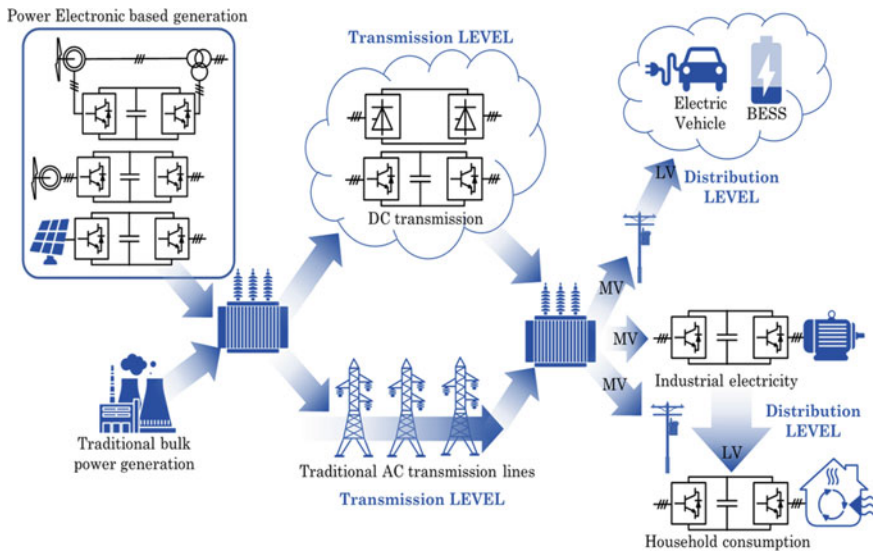 Power Electronic based generation
Transmission LEVEL
DC transmission
Electric
Vehicle
BESS
LV
Distribution
LEVEL
MV
MV
MV
Industrial electricity
Traditional bulk
power generation
Traditional AC transmission lines
Transmission LEVEL
Distribution
LEVEL
LV
Household consumption